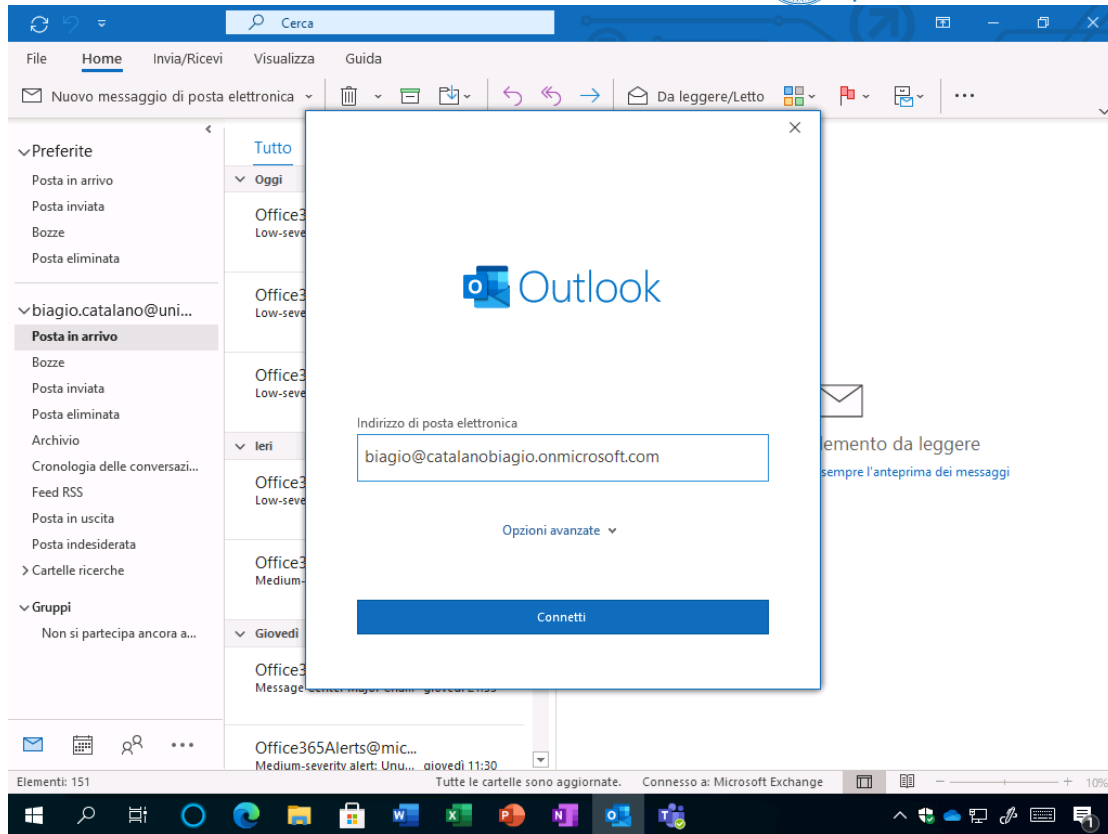 Cerca
File Home Invia/Ricevi Visualizza Guida
Nuovo messaggio di posta elettronica Da leggere/Letto
Preferite
Posta in arrivo
Posta inviata
Bozze
Posta eliminata
biagio.catalano@uni...
Posta in arrivo
Bozze
Posta inviata
Posta eliminata
Archivio
Cronologia delle conversazi...
Feed RSS
Posta in uscita
Posta indesiderata
Cartelle ricerche
Gruppi
Non si partecipa ancora a...
Tutto
Oggi
Office3
Low-seve
Office3
Low-seve
Office3
Low-seve
Ieri
Office3
Low-seve
Office3
Medium-
Giovedì
Office3
Message
Office365Alerts@mic...
Medium-severity alert: Unu... giovedì 11:30
Outlook
Indirizzo di posta elettronica
biagio@catalanobiagio.onmicrosoft.com
Opzioni avanzate
Connetti
lemento da leggere
sempre l'anteprima dei messaggi
Elementi: 151 Tutte le cartelle sono aggiornate. Connesso a: Microsoft Exchange 10%